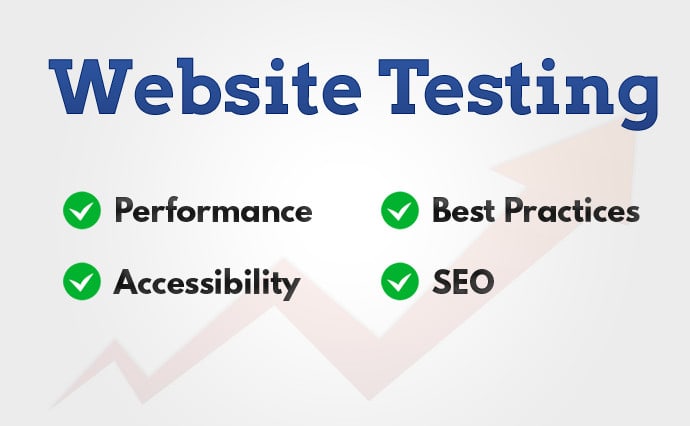 Website Testing
Performance
Best Practices
Accessibility
SEO